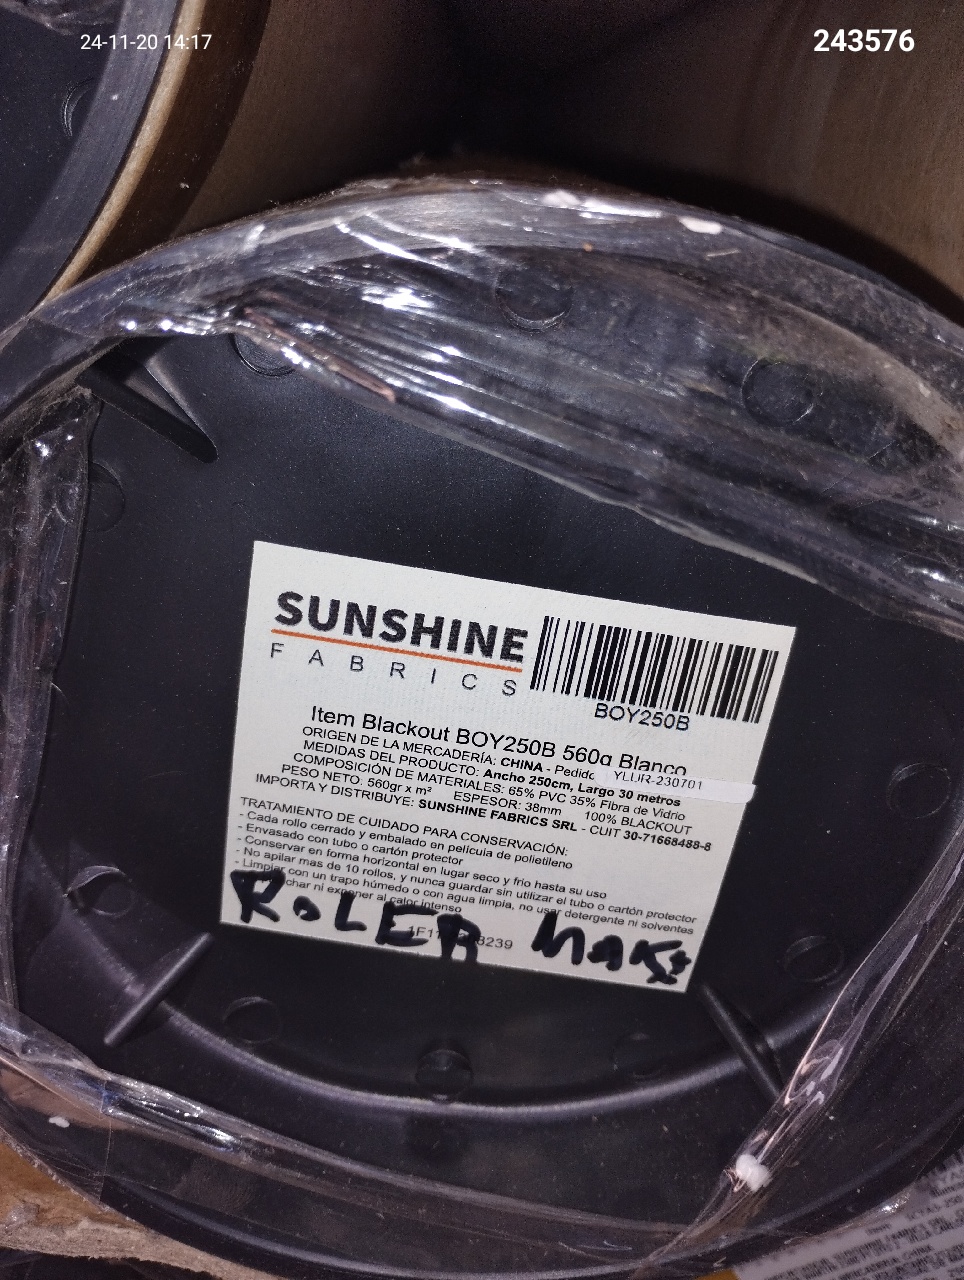 24-11-20 14:17
243576
SUNSHINE
FABRICS
BOY250B
Item Blackout BOY250B 560g Blanco
ORIGEN DE LA MERCADERÍA: CHINA - Pedido YLLJR-230701
MEDIDAS DEL PRODUCTO: Ancho 250cm, Largo 30 metros
COMPOSICIÓN DE MATERIALES: 65% PVC 35% Fibra de Vidrio
PESO NETO: 560gr x m² ESPESOR: 38mm 100% BLACKOUT
IMPORTA Y DISTRIBUYE: SUNSHINE FABRICS SRL - CUIT 30-71668488-8
TRATAMIENTO DE CUIDADO PARA CONSERVACIÓN:
- Cada rollo cerrado y embalado en película de polietileno
- Envasado con tubo o cartón protector
- Conservar en forma horizontal en lugar seco y frio hasta su uso
- No apilar mas de 10 rollos, y nunca guardar sin utilizar el tubo o cartón protector
- Limpiar con un trapo húmedo o con agua limpia, no usar detergente ni solventes
ni exponer al calor intenso
ROLER MAKE